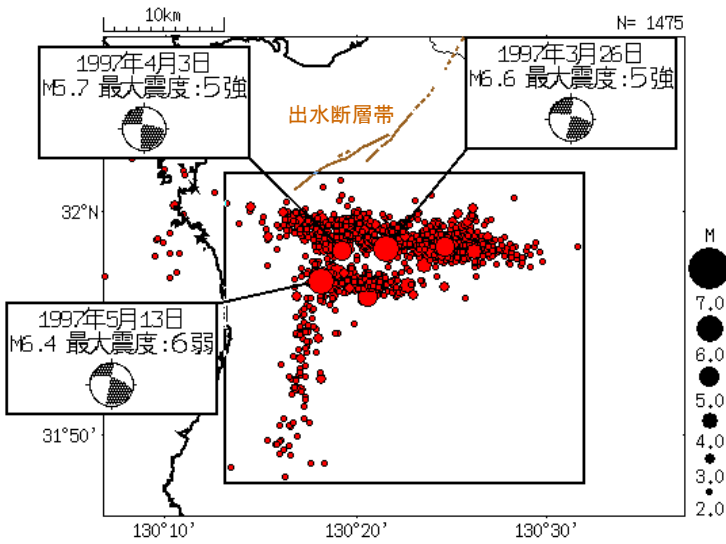 10km
N= 1475
1997年4月3日
M5.7 最大震度:5強
1997年3月26日
M6.6 最大震度:5強
出水断層帯
32°N
1997年5月13日
M6.4 最大震度:6弱
31°50'
130°10'
130°20'
130°30'
M
7.0
6.0
5.0
4.0
3.0
2.0